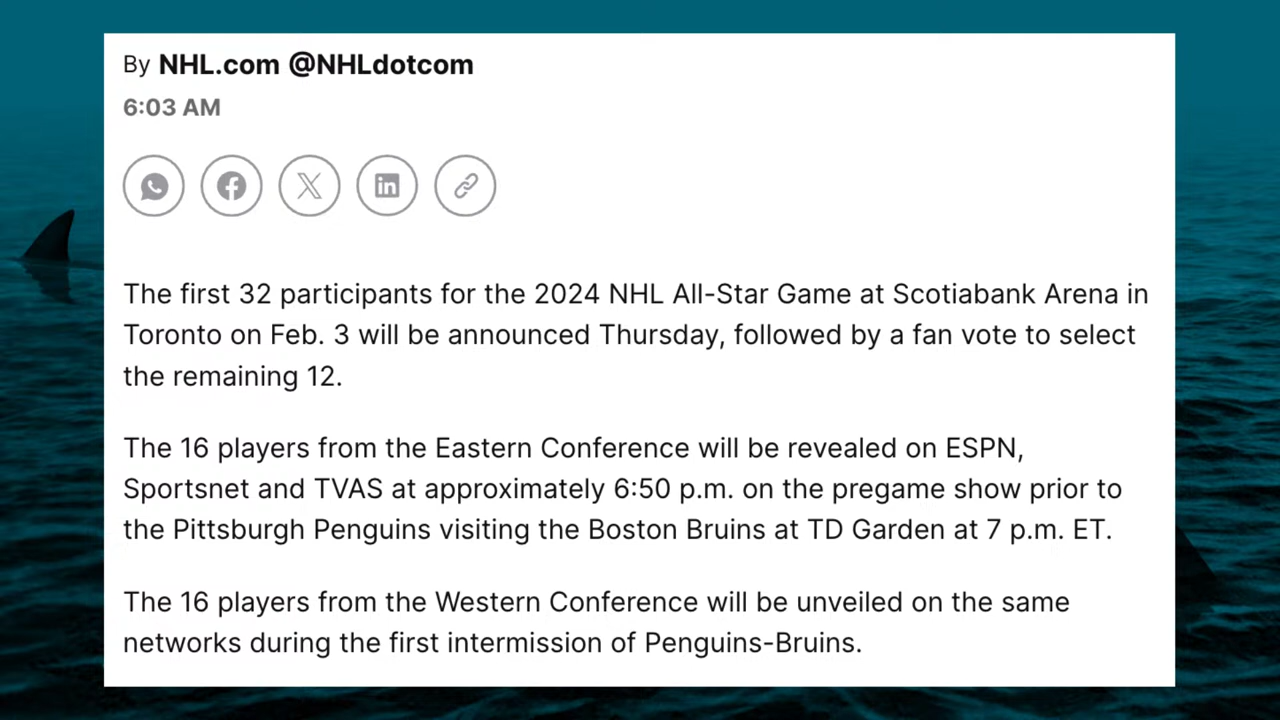 By NHL.com @NHLdotcom
6:03 AM
The first 32 participants for the 2024 NHL All-Star Game at Scotiabank Arena in
Toronto on Feb. 3 will be announced Thursday, followed by a fan vote to select
the remaining 12.
The 16 players from the Eastern Conference will be revealed on ESPN,
Sportsnet and TVAS at approximately 6:50 p.m. on the pregame show prior to
the Pittsburgh Penguins visiting the Boston Bruins at TD Garden at 7 p.m. ET.
The 16 players from the Western Conference will be unveiled on the same
networks during the first intermission of Penguins-Bruins.